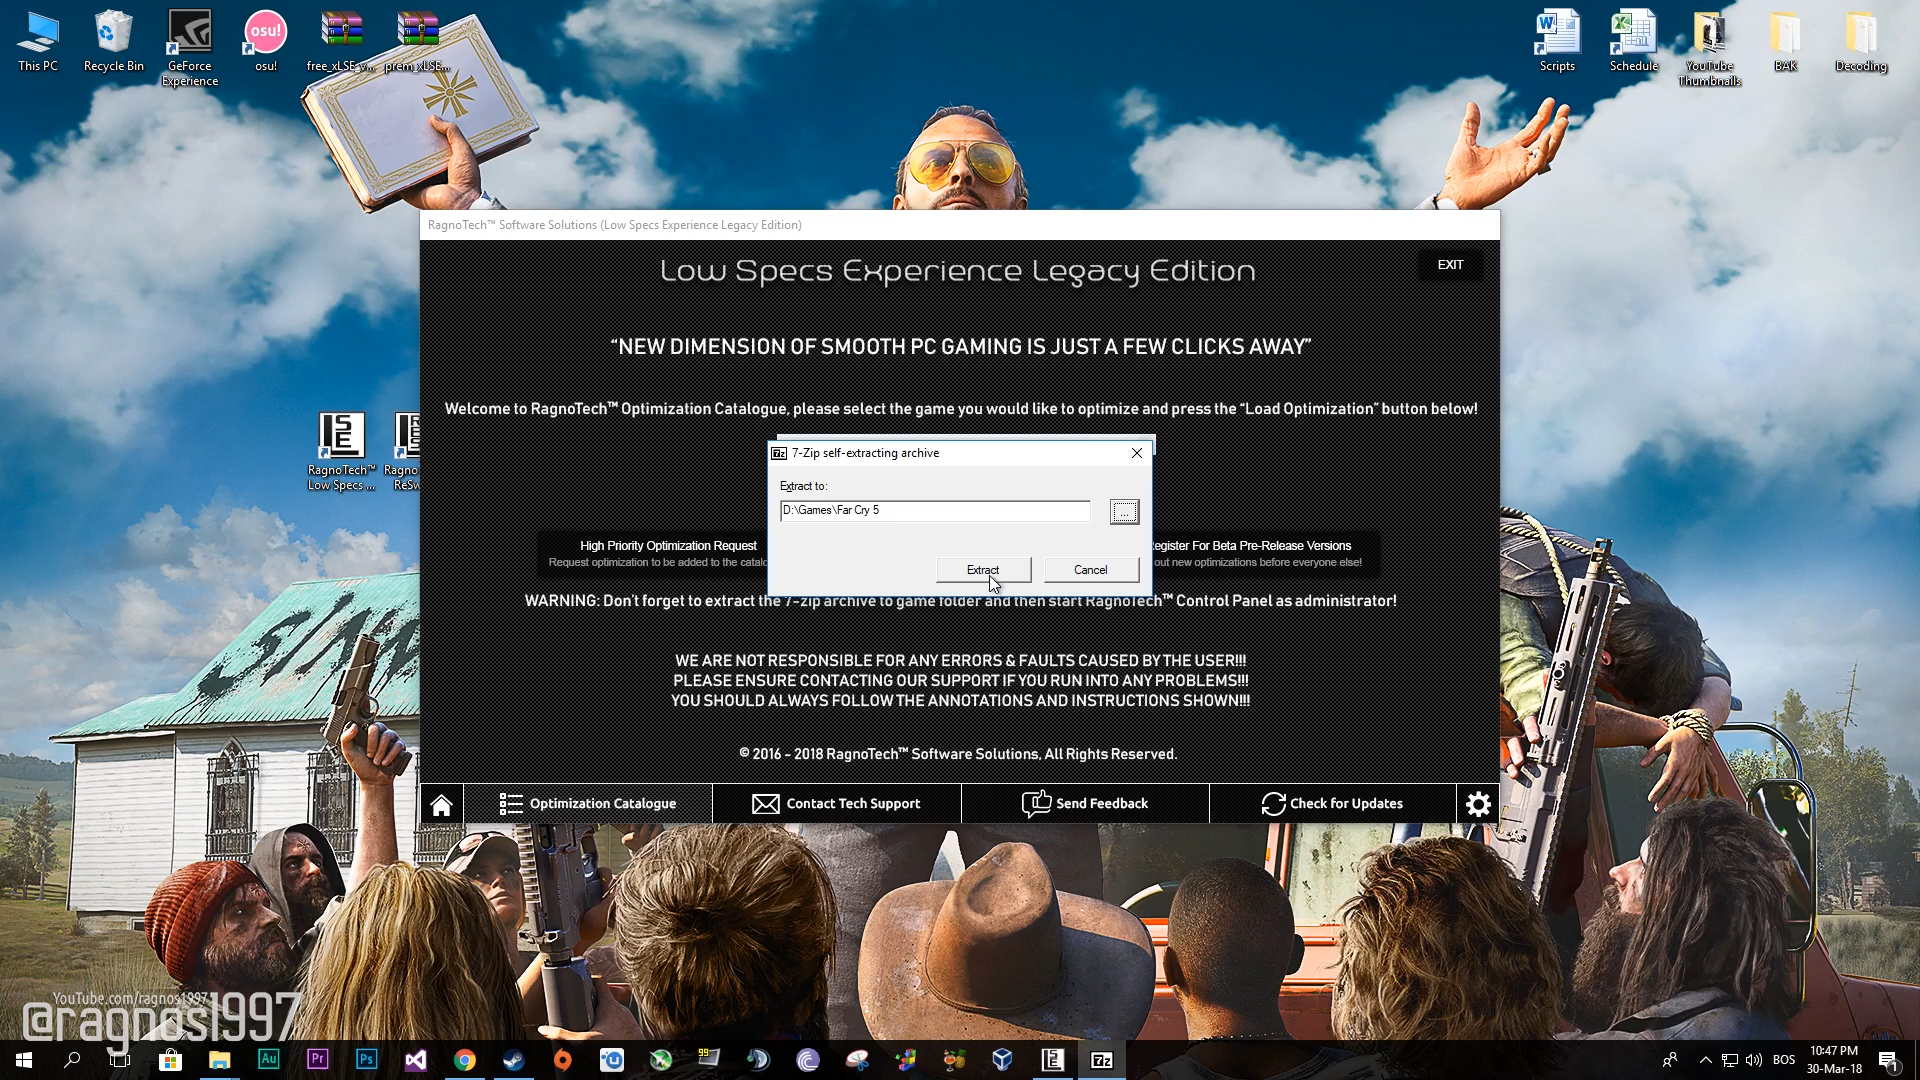 This PC
Recycle Bin
GeForce
Experience
osu!
osu!
free_xLSE_v...
prem_xLSE...
Scripts
Schedule
YouTube
Thumbnails
BAK
Decoding
RagnoTech™ Software Solutions (Low Specs Experience Legacy Edition)
Low Specs Experience Legacy Edition
EXIT
“NEW DIMENSION OF SMOOTH PC GAMING IS JUST A FEW CLICKS AWAY”
Welcome to RagnoTech™ Optimization Catalogue, please select the game you would like to optimize and press the “Load Optimization” button below!
RagnoTech™
Low Specs ...
Ragno
ReSw
7-Zip self-extracting archive
Extract to:
D:\Games\Far Cry 5
...
Extract
Cancel
High Priority Optimization Request
Request optimization to be added to the catalo
Register For Beta Pre-Release Versions
out new optimizations before everyone else!
WARNING: Don't forget to extract the 7-zip archive to game folder and then start RagnoTech™ Control Panel as administrator!
WE ARE NOT RESPONSIBLE FOR ANY ERRORS & FAULTS CAUSED BY THE USER!!!
PLEASE ENSURE CONTACTING OUR SUPPORT IF YOU RUN INTO ANY PROBLEMS!!!
YOU SHOULD ALWAYS FOLLOW THE ANNOTATIONS AND INSTRUCTIONS SHOWN!!!
© 2016 - 2018 RagnoTech™ Software Solutions, All Rights Reserved.
Optimization Catalogue
Contact Tech Support
Send Feedback
Check for Updates
YouTube.com/ragnos1997
@ragnos1997
Au
Pr
Ps
99
7z
BOS
10:47 PM
30-Mar-18
1